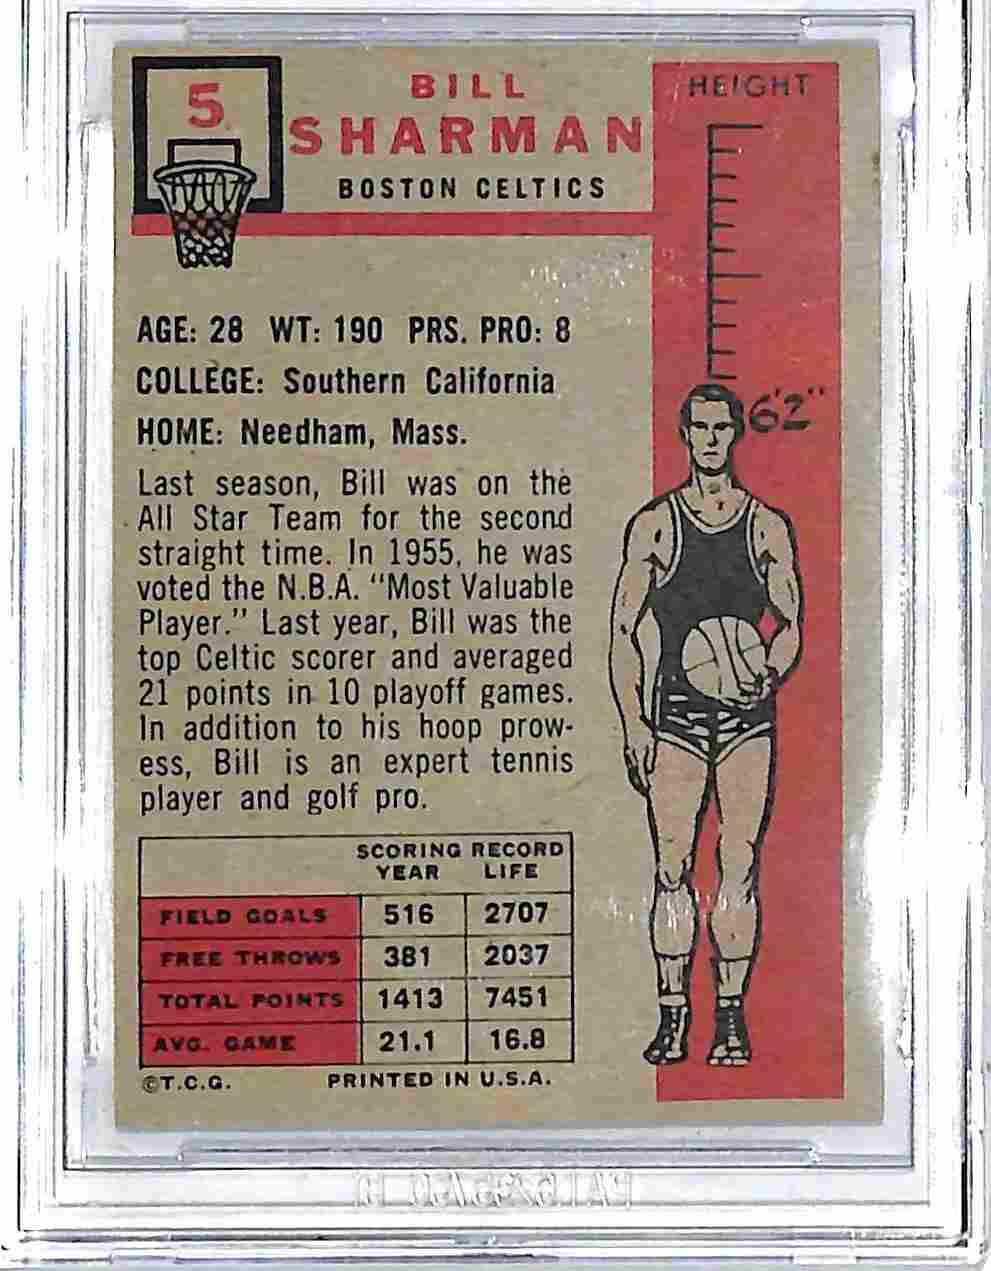 5
BILL
SHARMAN
BOSTON CELTICS
HEIGHT
6'2"
AGE: 28 WT: 190 PRS. PRO: 8
COLLEGE: Southern California
HOME: Needham, Mass.
Last season, Bill was on the
All Star Team for the second
straight time. In 1955, he was
voted the N.B.A. “Most Valuable
Player.” Last year, Bill was the
top Celtic scorer and averaged
21 points in 10 playoff games.
In addition to his hoop prow-
ess, Bill is an expert tennis
player and golf pro.
SCORING RECORD
YEAR LIFE
FIELD GOALS 516 2707
FREE THROWS 381 2037
TOTAL POINTS 1413 7451
AVG. GAME 21.1 16.8
©T.C.G. PRINTED IN U.S.A.